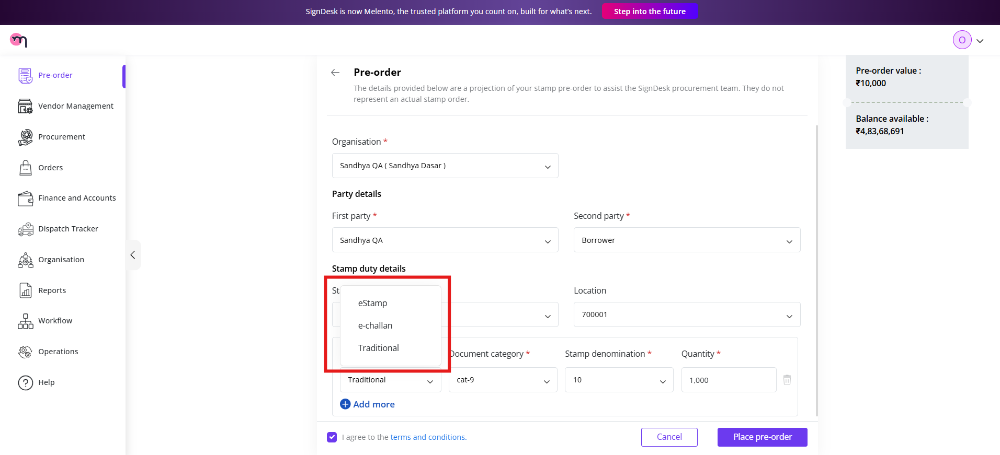 SignDesk is now Melento, the trusted platform you count on, built for what's next.
Step into the future
O
Pre-order
Vendor Management
Procurement
Orders
Finance and Accounts
Dispatch Tracker
Organisation
Reports
Workflow
Operations
Help
Pre-order
The details provided below are a projection of your stamp pre-order to assist the SignDesk procurement team. They do not
represent an actual stamp order.
Organisation *
Sandhya QA ( Sandhya Dasar )
Party details
First party *
Second party *
Sandhya QA
Borrower
Stamp duty details
Location
700001
eStamp
e-challan
Traditional
Document category *
Stamp denomination *
Quantity *
Traditional
cat-9
10
1,000
Add more
I agree to the terms and conditions.
Cancel
Place pre-order
Pre-order value :
₹10,000
Balance available :
₹4,83,68,691